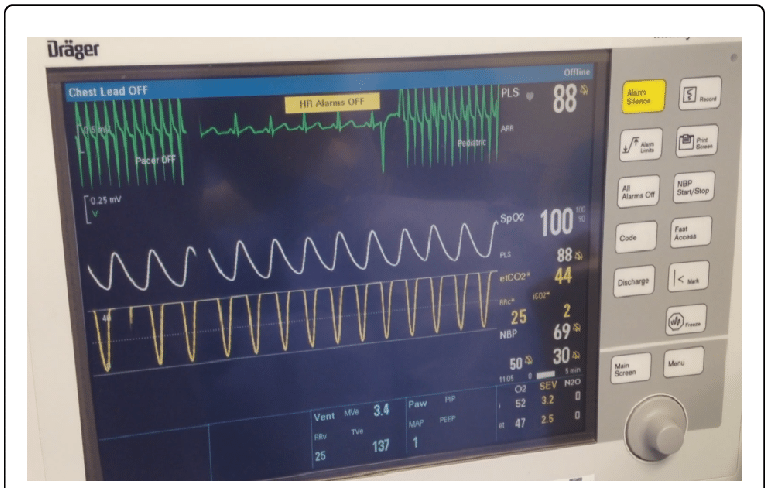 Dräger
Chest Lead OFF
Offline
HR Alarms OFF
PLS
88
ARR
Pacer OFF
Pediatric
0.25 mV
V
SpO2
100
PLS
88
etCO2*
44
iCO2*
RRc*
25
2
NBP
69
50
30
5 min
O2 SEV N2O
Vent MVe 3.4
Paw PIP
52 3.2 0
RRv TVe
MAP PEEP
47 2.5 0
25 137
1
Alarm
Silence
Record
Alarm
Limits
Print
Screen
All
Alarms Off
NBP
Start/Stop
Code
Fast
Access
Discharge
Mark
Freeze
Main
Screen
Menu